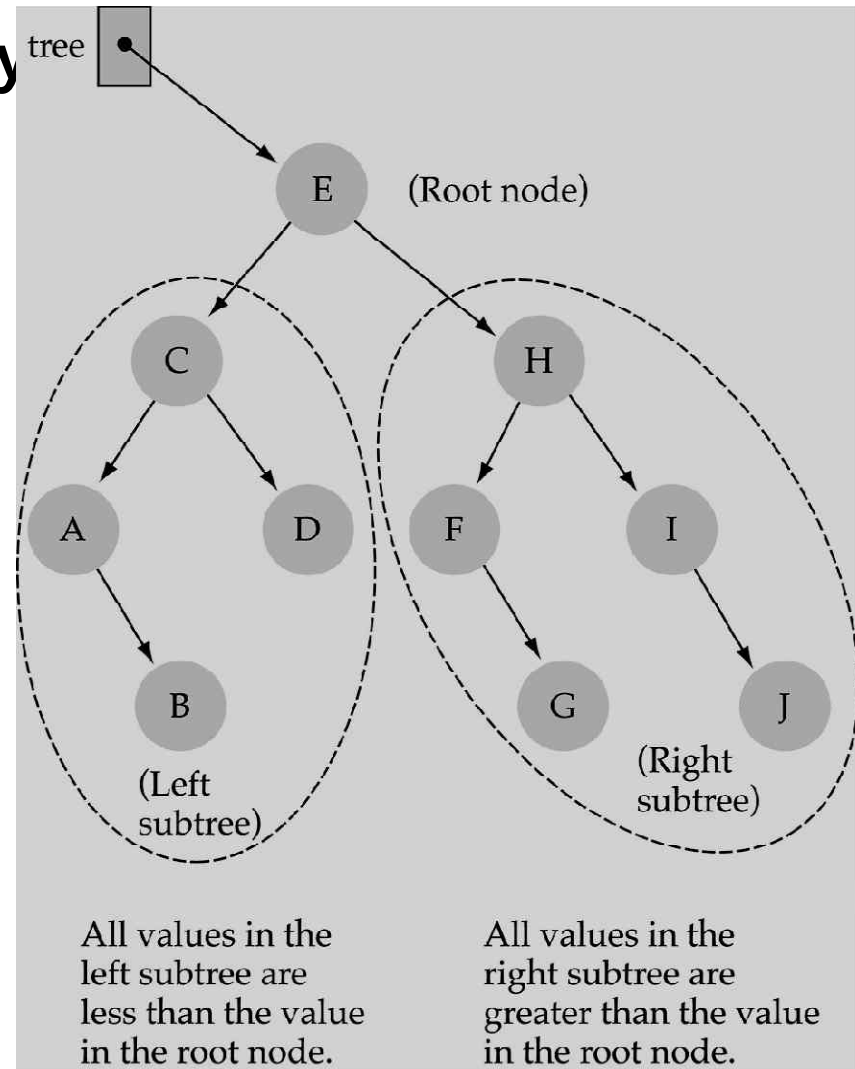 y
tree
E (Root node)
C H
A D F I
B G J
(Left
subtree)
(Right
subtree)
All values in the
left subtree are
less than the value
in the root node.
All values in the
right subtree are
greater than the value
in the root node.